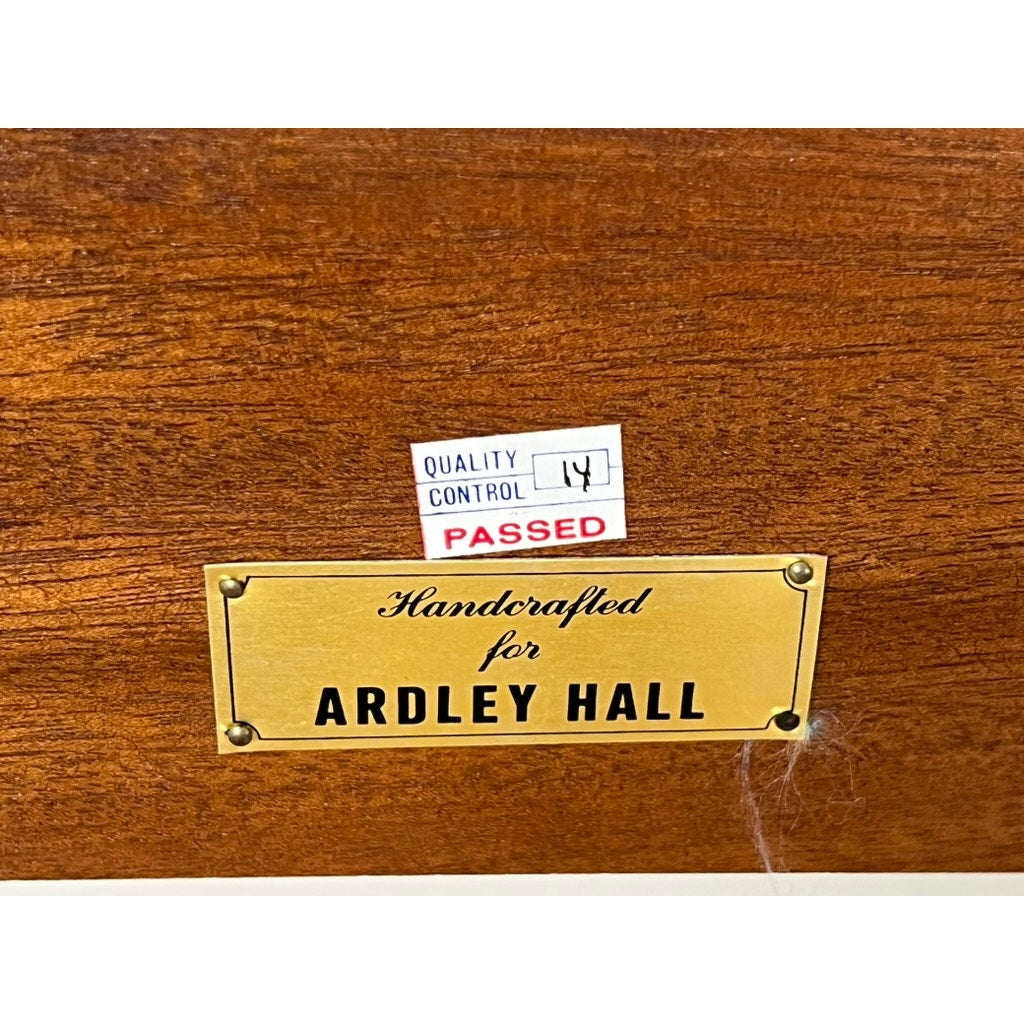 QUALITY
CONTROL
14
PASSED
Handcrafted
for
ARDLEY HALL